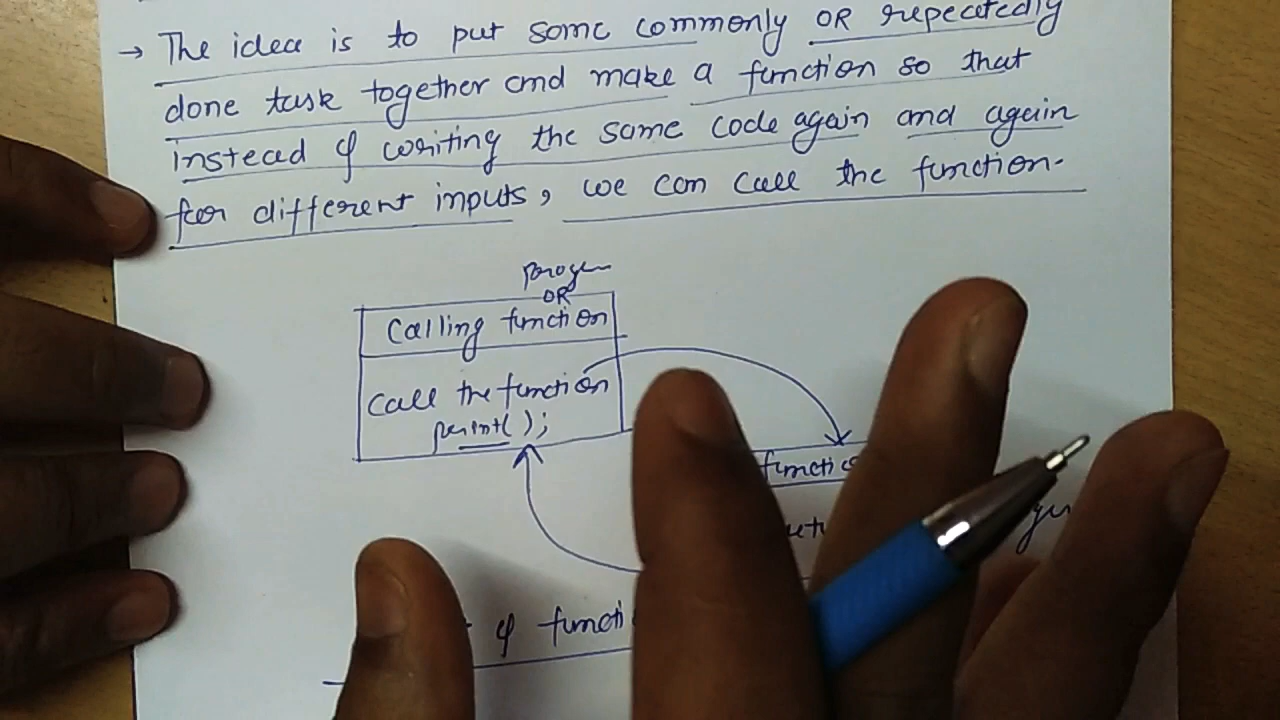 → The idea is to put some commonly OR repeatedly
done task together and make a function so that
instead of writing the same code again and again
for different inputs, we can call the function.
OR
Calling function
Call the function
print();
of